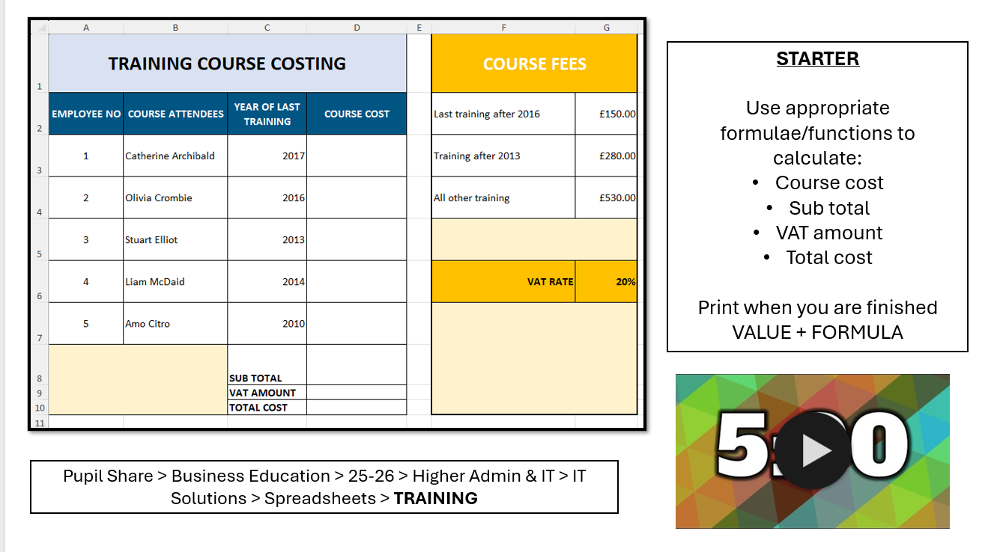 A B C D E F G
1 TRAINING COURSE COSTING COURSE FEES
2 EMPLOYEE NO COURSE ATTENDEES YEAR OF LAST TRAINING COURSE COST Last training after 2016 £150.00
3 1 Catherine Archibald 2017 Training after 2013 £280.00
4 2 Olivia Crombie 2016 All other training £530.00
5 3 Stuart Elliot 2013
6 4 Liam McDaid 2014 VAT RATE 20%
7 5 Amo Citro 2010
8 SUB TOTAL
9 VAT AMOUNT
10 TOTAL COST
11
STARTER
Use appropriate
formulae/functions to
calculate:
• Course cost
• Sub total
• VAT amount
• Total cost
Print when you are finished
VALUE + FORMULA
Pupil Share > Business Education > 25-26 > Higher Admin & IT > IT
Solutions > Spreadsheets > TRAINING